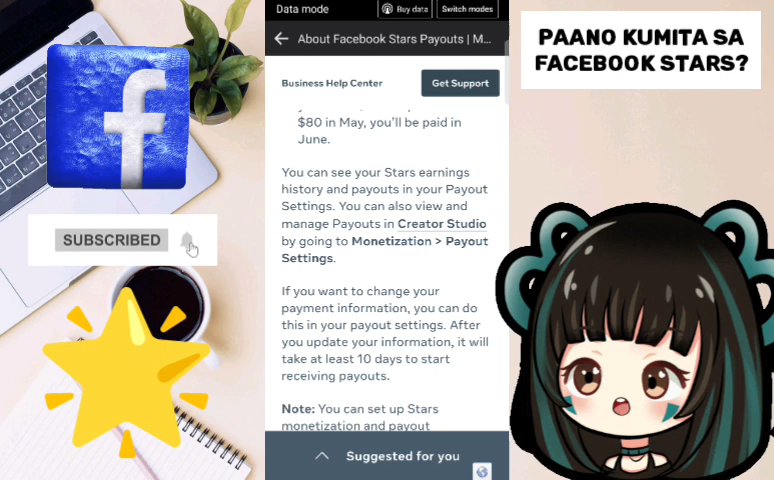 Data mode
Buy data
Switch modes
About Facebook Stars Payouts | M...
Business Help Center
Get Support
$80 in May, you'll be paid in
June.
You can see your Stars earnings
history and payouts in your Payout
Settings. You can also view and
manage Payouts in Creator Studio
by going to Monetization > Payout
Settings.
If you want to change your
payment information, you can do
this in your payout settings. After
you update your information, it will
take at least 10 days to start
receiving payouts.
Note: You can set up Stars
monetization and payout
Suggested for you
SUBSCRIBED
PAANO KUMITA SA
FACEBOOK STARS?